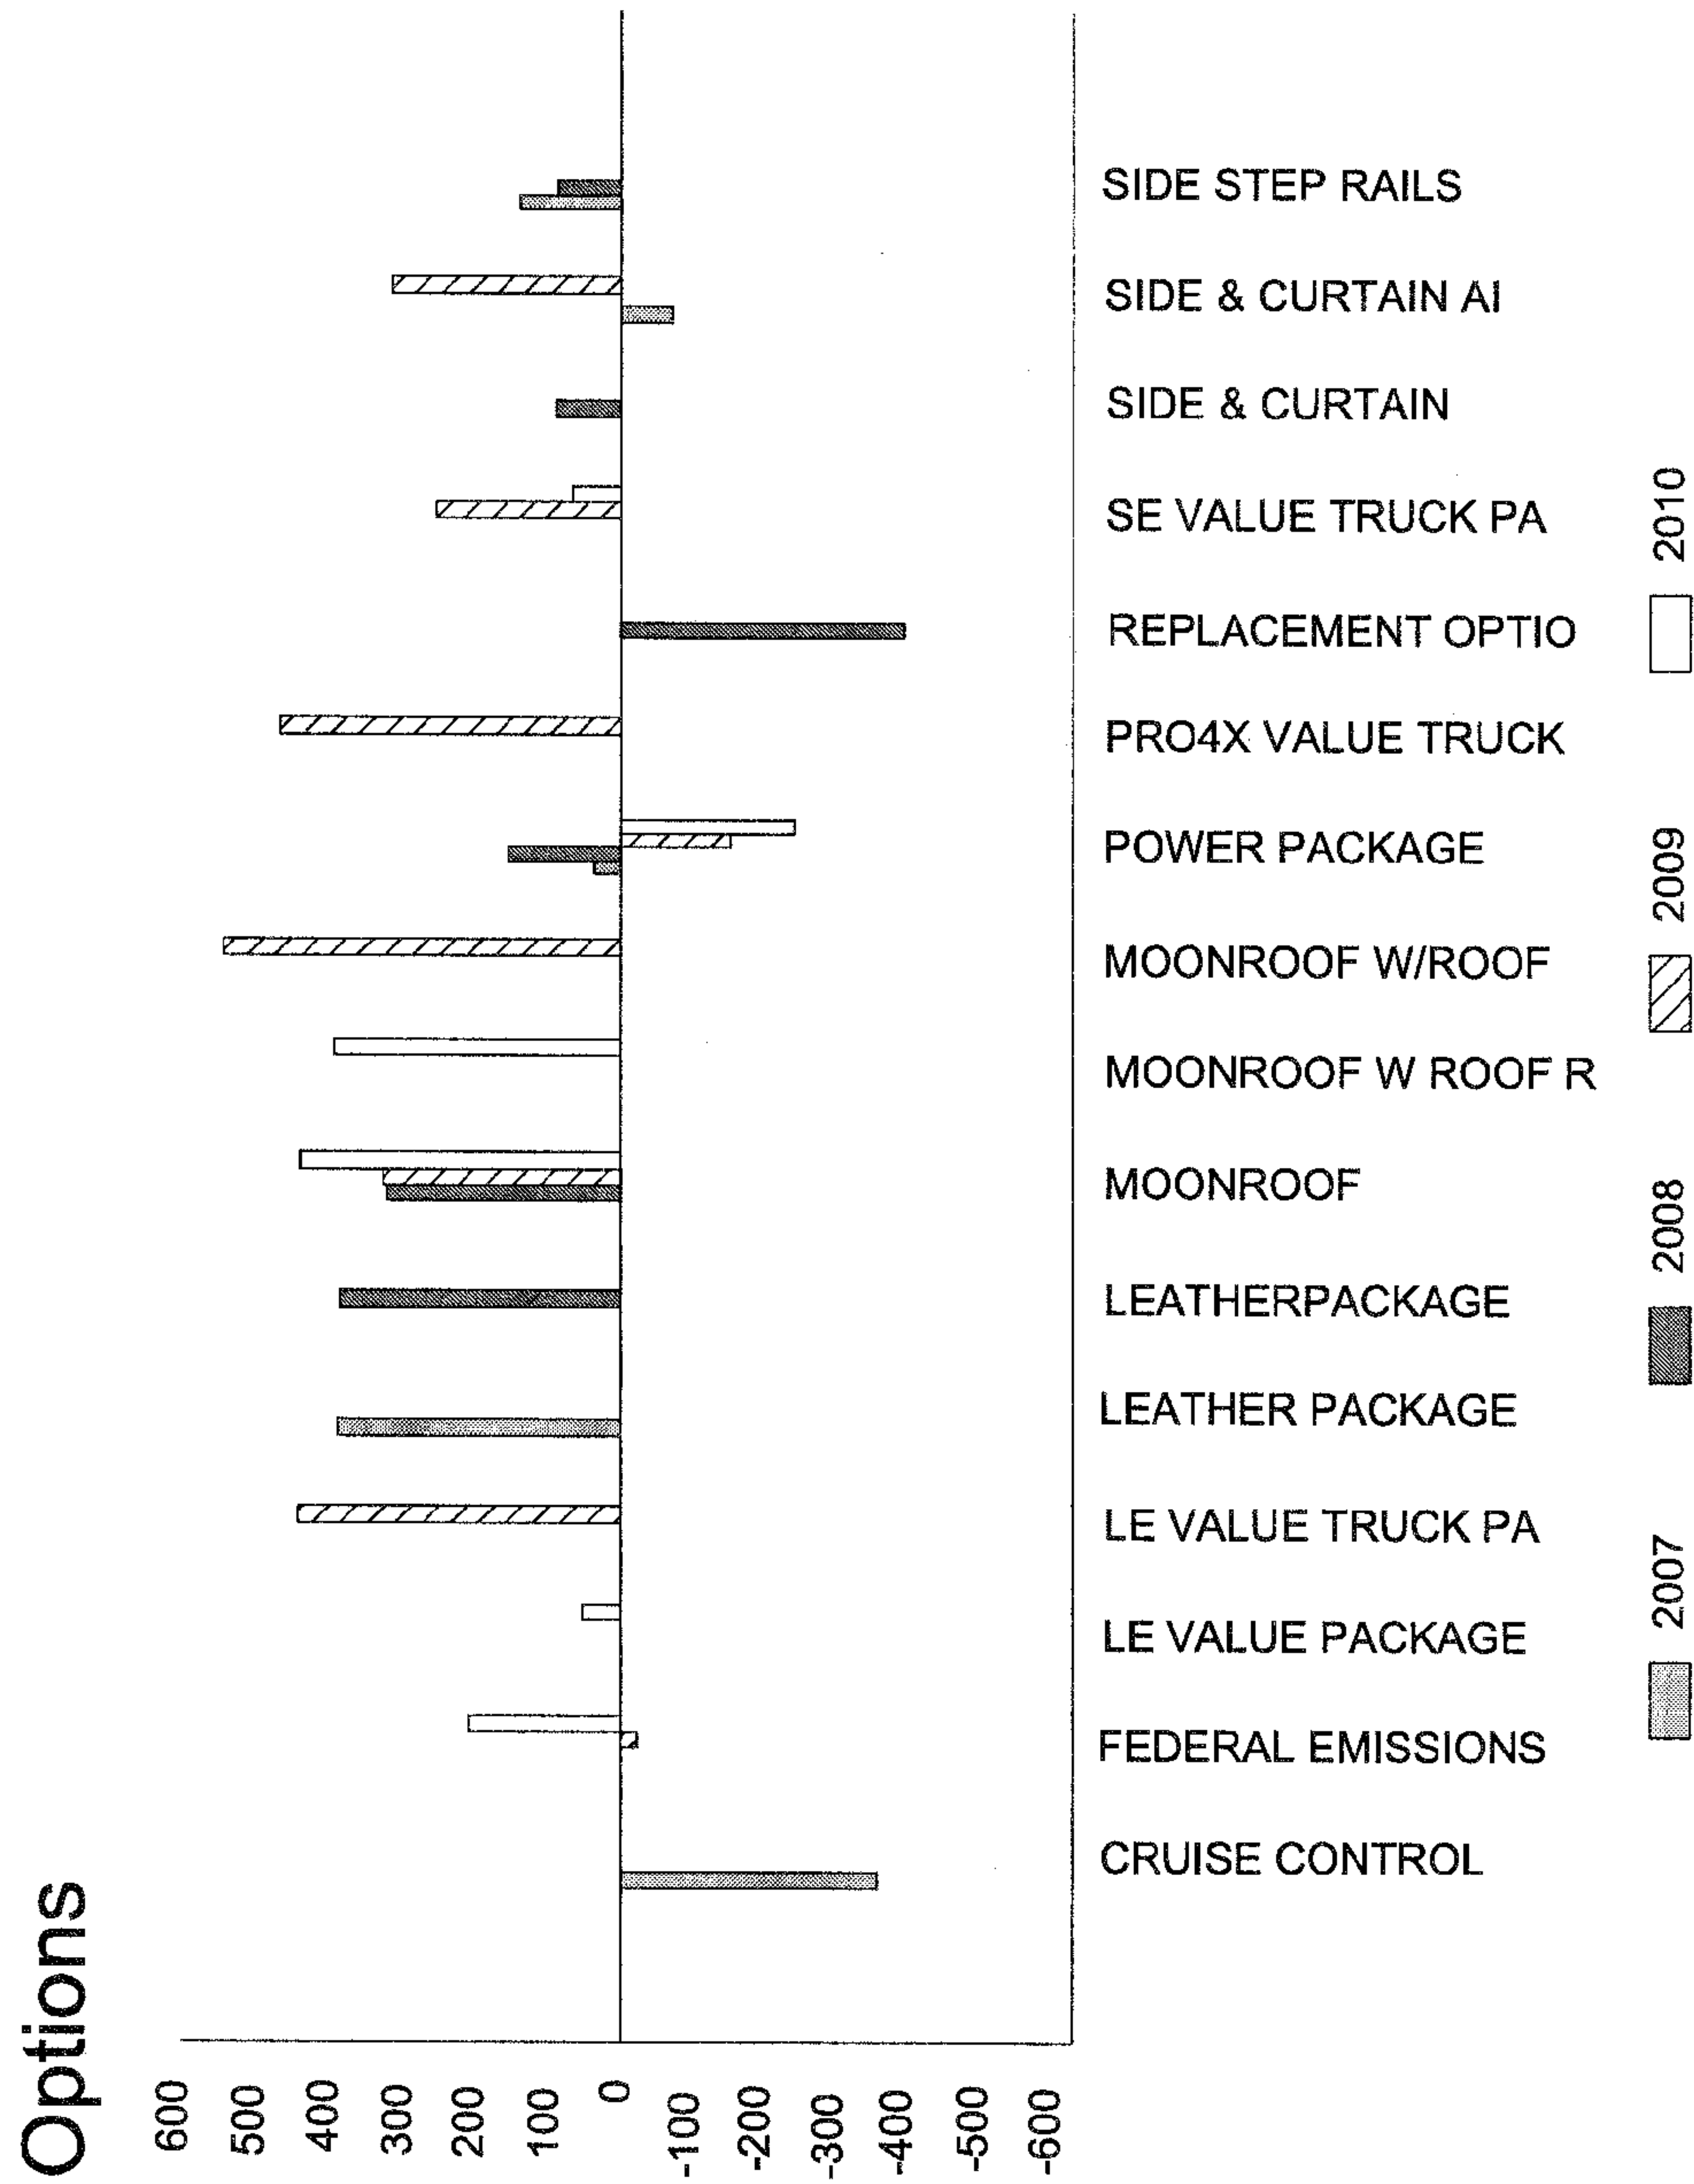 Options
600
500
400
300
200
100
0
-100
-200
-300
-400
-500
-600
CRUISE CONTROL
FEDERAL EMISSIONS
LE VALUE PACKAGE
LE VALUE TRUCK PA
LEATHER PACKAGE
LEATHERPACKAGE
MOONROOF
MOONROOF W ROOF R
MOONROOF W/ROOF
POWER PACKAGE
PRO4X VALUE TRUCK
REPLACEMENT OPTIO
SE VALUE TRUCK PA
SIDE & CURTAIN
SIDE & CURTAIN AI
SIDE STEP RAILS
2007 2008 2009 2010